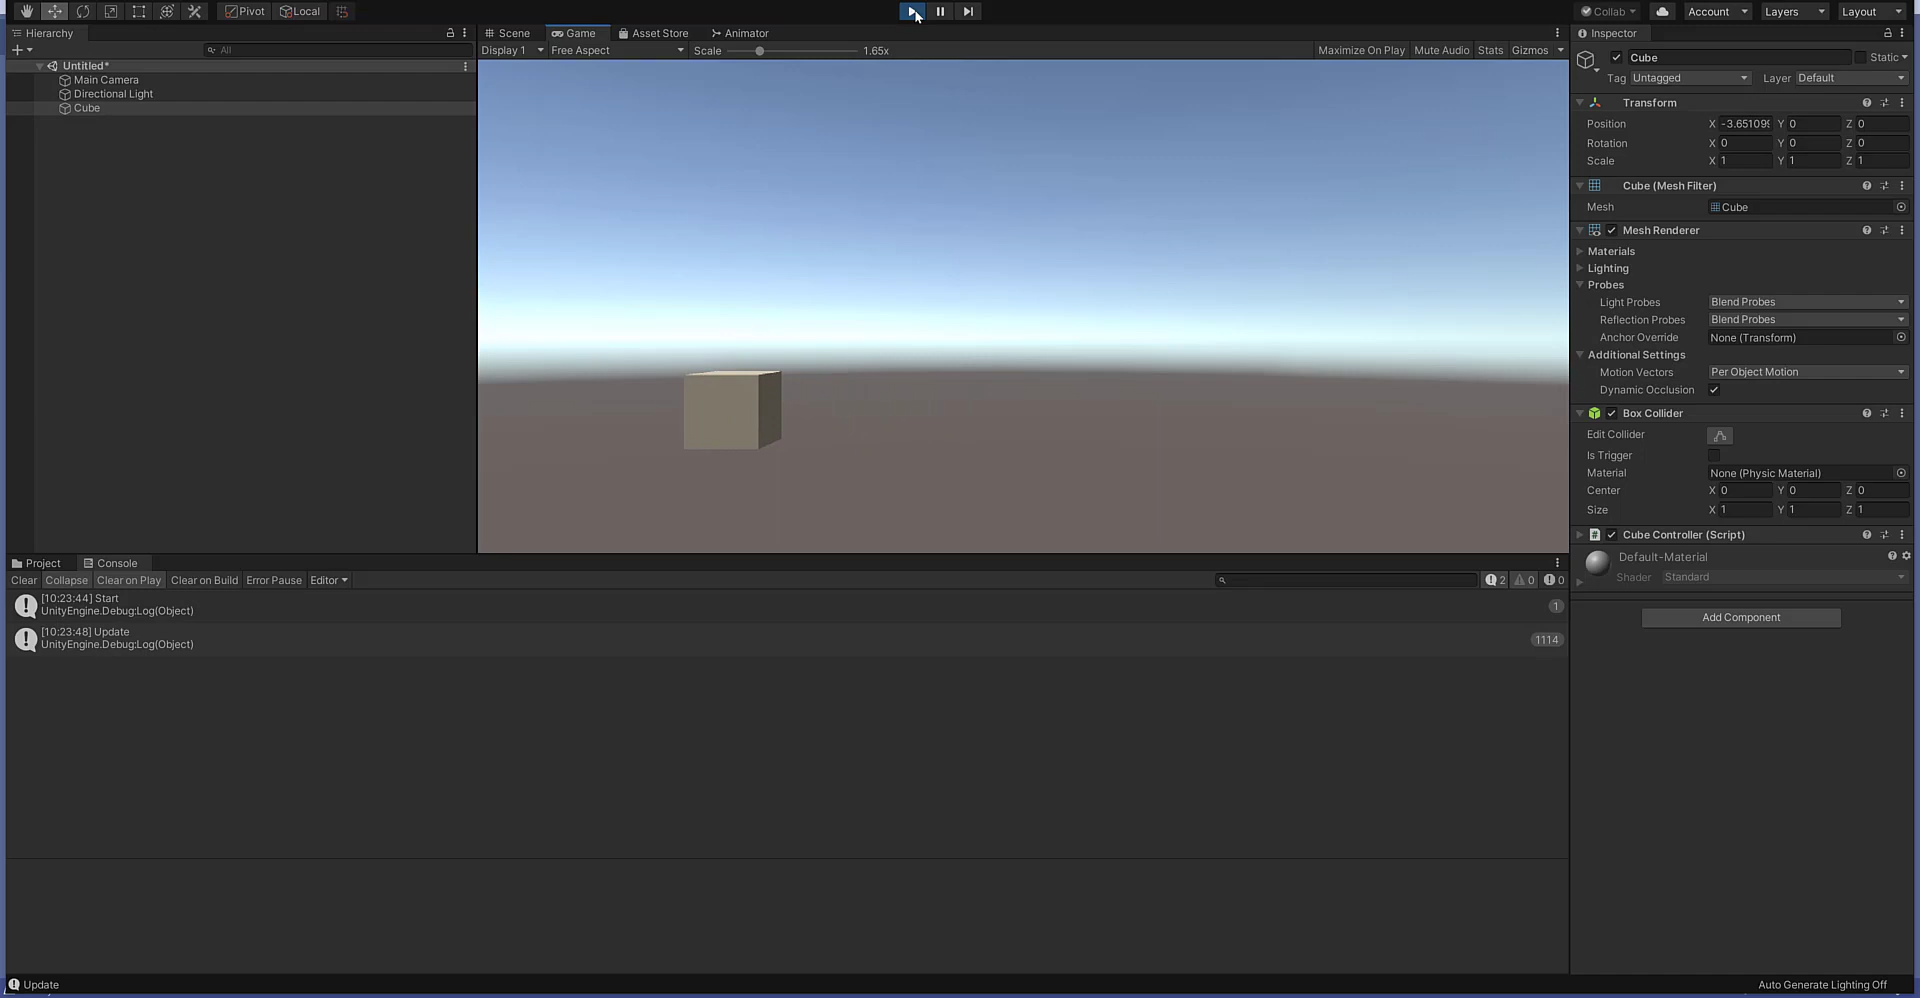 Pivot Local Collab Account Layers Layout
Hierarchy
All
Untitled*
Main Camera
Directional Light
Cube
Scene Game Asset Store Animator
Display 1 Free Aspect Scale 1.65x Maximize On Play Mute Audio Stats Gizmos
Inspector
Cube Static
Tag Untagged Layer Default
Transform
Position X -3.651099 Y 0 Z 0
Rotation X 0 Y 0 Z 0
Scale X 1 Y 1 Z 1
Cube (Mesh Filter)
Mesh Cube
Mesh Renderer
Materials
Lighting
Probes
Light Probes Blend Probes
Reflection Probes Blend Probes
Anchor Override None (Transform)
Additional Settings
Motion Vectors Per Object Motion
Dynamic Occlusion
Box Collider
Edit Collider
Is Trigger
Material None (Physic Material)
Center X 0 Y 0 Z 0
Size X 1 Y 1 Z 1
Cube Controller (Script)
Default-Material
Shader Standard
Add Component
Project Console
Clear Collapse Clear on Play Clear on Build Error Pause Editor 2 0 0
[10:23:44] Start
UnityEngine.Debug:Log(Object)
1
[10:23:48] Update
UnityEngine.Debug:Log(Object)
1114
Update
Auto Generate Lighting Off